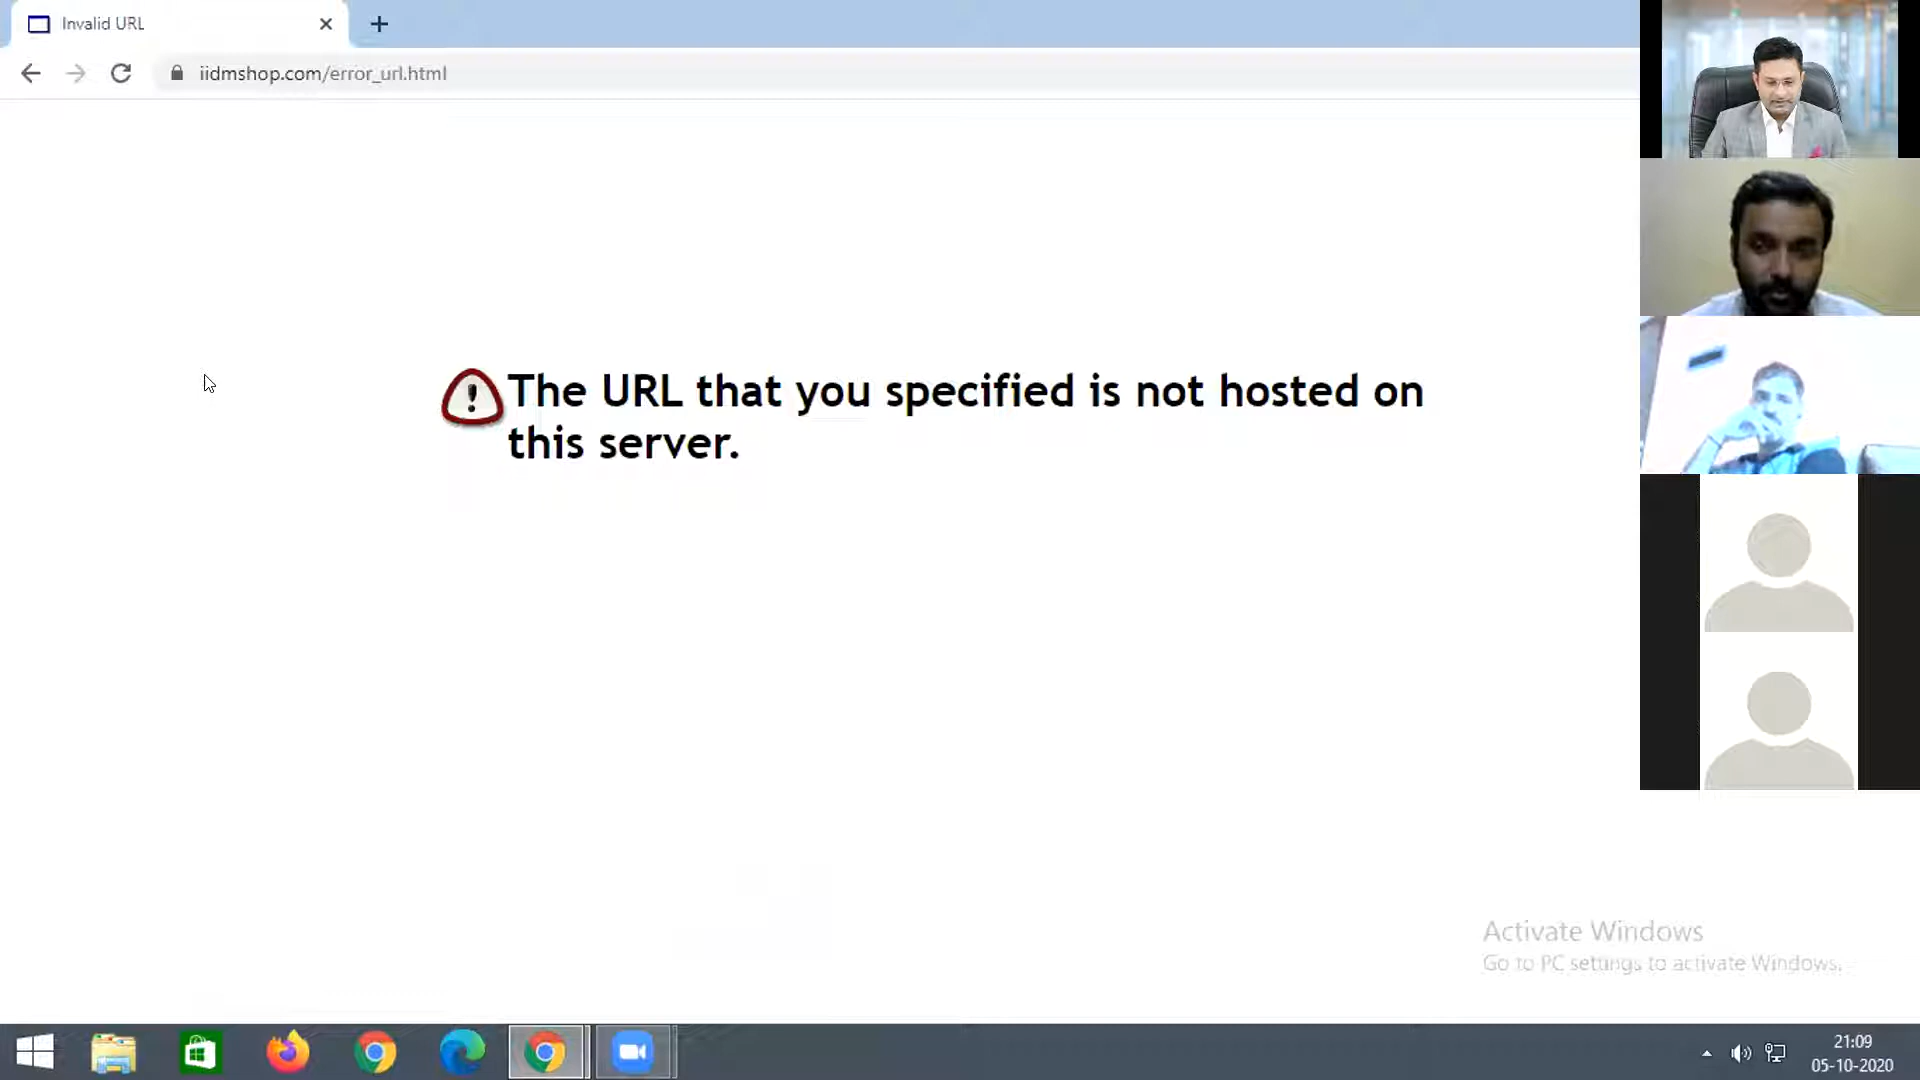 Invalid URL
iidmshop.com/error_url.html
The URL that you specified is not hosted on
this server.
Activate Windows
Go to PC settings to activate Windows.
21:09
05-10-2020